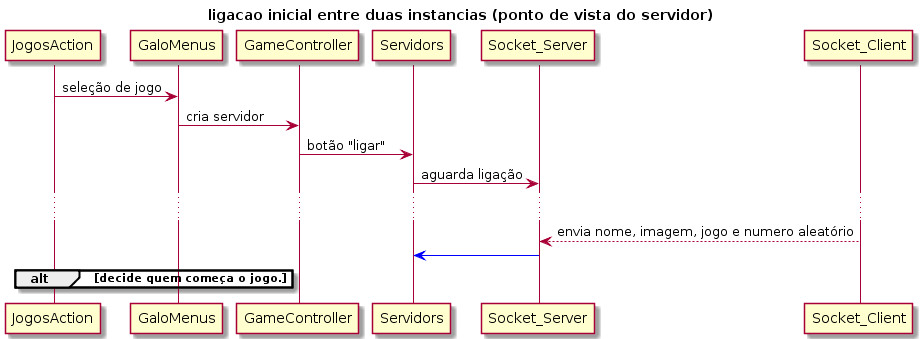 ligacao inicial entre duas instancias (ponto de vista do servidor)
JogosAction GaloMenus GameController Servidors Socket_Server Socket_Client
seleção de jogo
cria servidor
botão "ligar"
aguarda ligação
envia nome, imagem, jogo e numero aleatório
alt [decide quem começa o jogo.]
JogosAction GaloMenus GameController Servidors Socket_Server Socket_Client